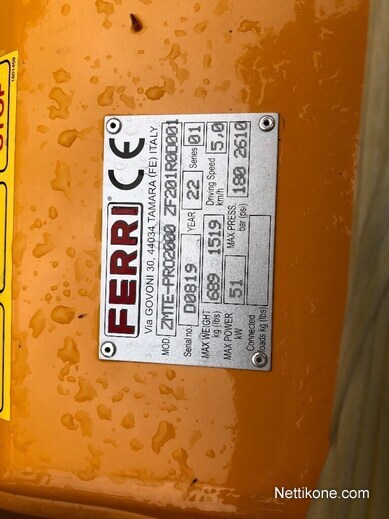 FERRI® CE
Via GOVONI 30, 44034 TAMARA (FE) ITALY
MOD. ZMTE-PRO2000 ZF201R0D001
Serial no. D0819 YEAR 22 Series 01
MAX WEIGHT kg (lbs) 689 1519 Driving Speed km/h 5,0
MAX POWER kW 51 MAX PRESS. bar (psi) 180 2610
Connected loads kg (lbs)
STOP
Nettikone.com